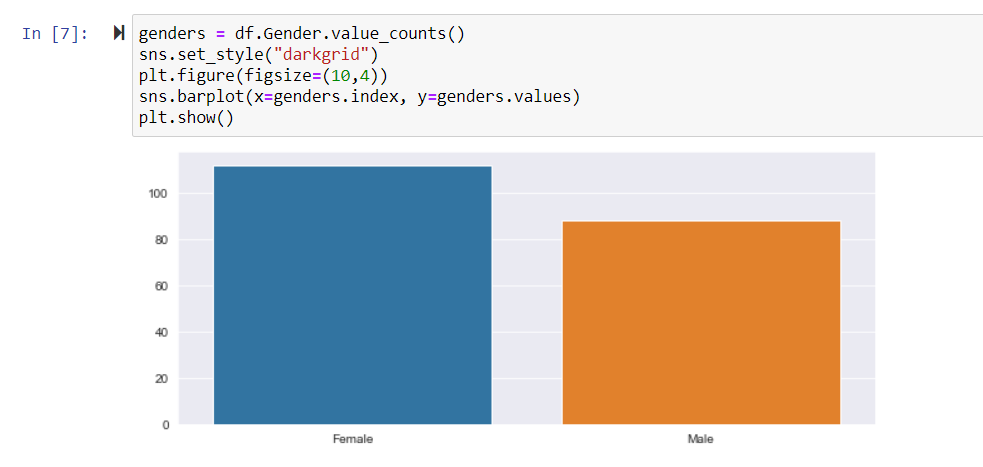 In [7]: genders = df.Gender.value_counts()
sns.set_style("darkgrid")
plt.figure(figsize=(10,4))
sns.barplot(x=genders.index, y=genders.values)
plt.show()
100
80
60
40
20
0
Female Male